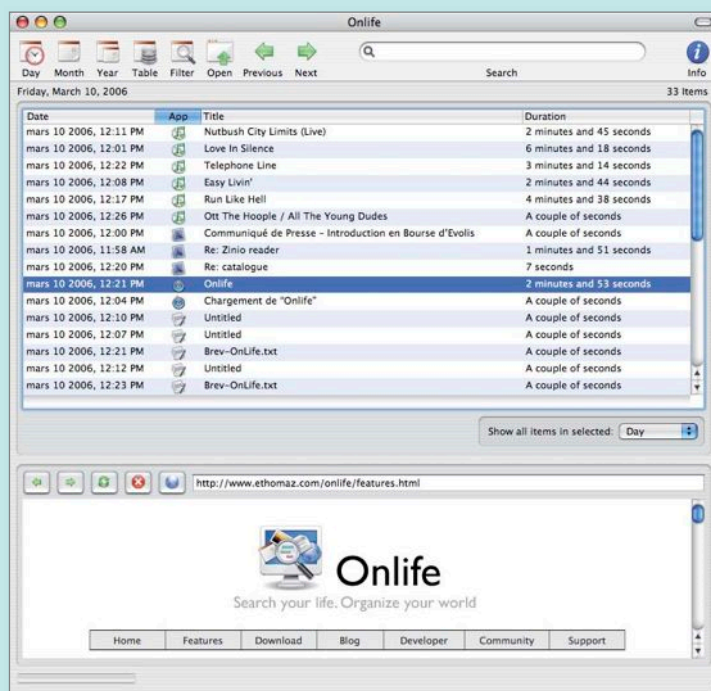 Onlife
Day Month Year Table Filter Open Previous Next Search Info
Friday, March 10, 2006 33 Items
Date App Title Duration
mars 10 2006, 12:11 PM Nutbush City Limits (Live) 2 minutes and 45 seconds
mars 10 2006, 12:01 PM Love In Silence 6 minutes and 18 seconds
mars 10 2006, 12:22 PM Telephone Line 3 minutes and 14 seconds
mars 10 2006, 12:08 PM Easy Livin' 2 minutes and 44 seconds
mars 10 2006, 12:17 PM Run Like Hell 4 minutes and 38 seconds
mars 10 2006, 12:26 PM Ott The Hoople / All The Young Dudes A couple of seconds
mars 10 2006, 12:00 PM Communiqué de Presse - Introduction en Bourse d'Evolis A couple of seconds
mars 10 2006, 11:58 AM Re: Zinio reader 1 minutes and 51 seconds
mars 10 2006, 12:20 PM Re: catalogue 7 seconds
mars 10 2006, 12:21 PM Onlife 2 minutes and 53 seconds
mars 10 2006, 12:04 PM Chargement de "Onlife" A couple of seconds
mars 10 2006, 12:10 PM Untitled A couple of seconds
mars 10 2006, 12:07 PM Untitled A couple of seconds
mars 10 2006, 12:21 PM Brev-OnLife.txt A couple of seconds
mars 10 2006, 12:12 PM Untitled A couple of seconds
mars 10 2006, 12:23 PM Brev-OnLife.txt A couple of seconds
Show all items in selected: Day
http://www.ethomaz.com/onlife/features.html
Onlife
Search your life. Organize your world
Home Features Download Blog Developer Community Support